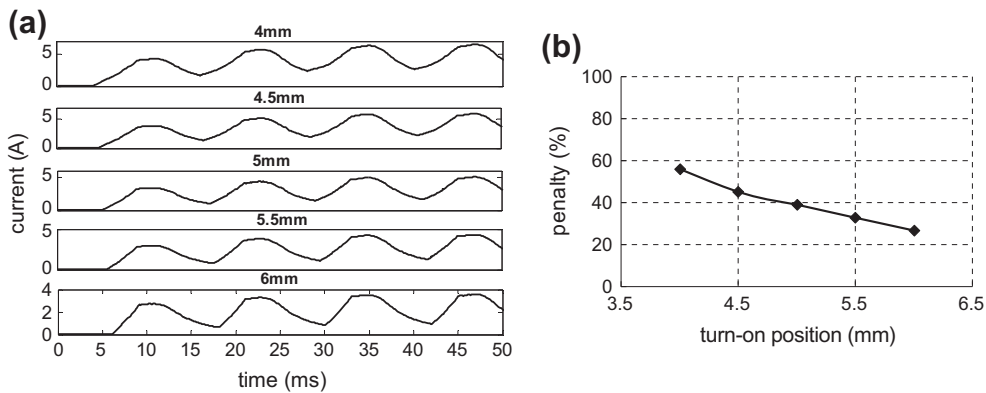 (a)
4mm
5
0
4.5mm
5
0
5mm
5
0
5.5mm
5
0
6mm
4
2
0
0 5 10 15 20 25 30 35 40 45 50
time (ms)
current (A)
(b)
100
80
60
40
20
0
3.5 4.5 5.5 6.5
turn-on position (mm)
penalty (%)